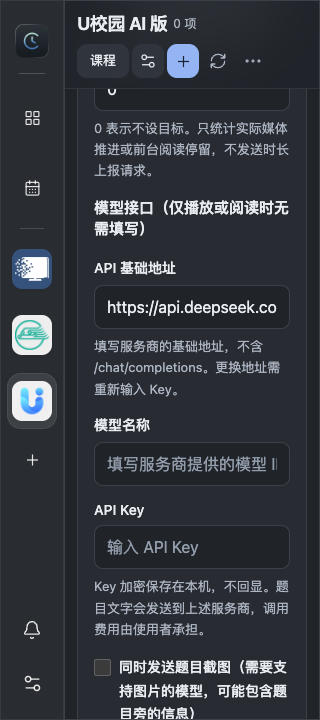 U校园 AI 版 0 项
课程
0
0 表示不设目标。只统计实际媒体
推进或前台阅读停留，不发送时长
上报请求。
模型接口（仅播放或阅读时无
需填写）
API 基础地址
https://api.deepseek.co
填写服务商的基础地址，不含
/chat/completions。更换地址需
重新输入 Key。
模型名称
填写服务商提供的模型 I
API Key
输入 API Key
Key 加密保存在本机，不回显。题
目文字会发送到上述服务商，调用
费用由使用者承担。
同时发送题目截图（需要支
持图片的模型，可能包含题
目旁的信息）